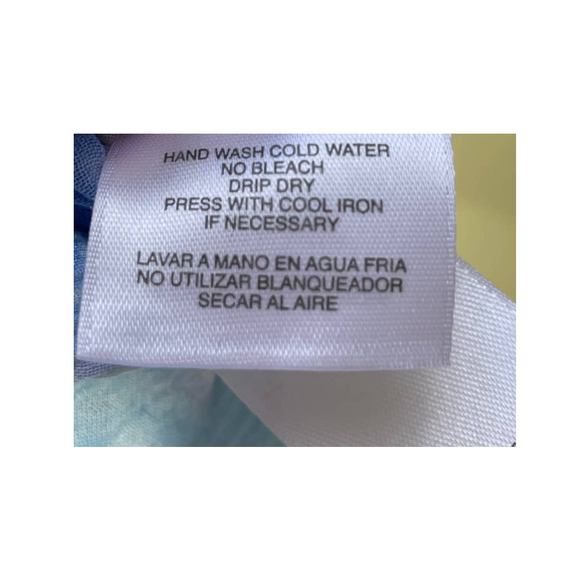 HAND WASH COLD WATER
NO BLEACH
DRIP DRY
PRESS WITH COOL IRON
IF NECESSARY
LAVAR A MANO EN AGUA FRIA
NO UTILIZAR BLANQUEADOR
SECAR AL AIRE